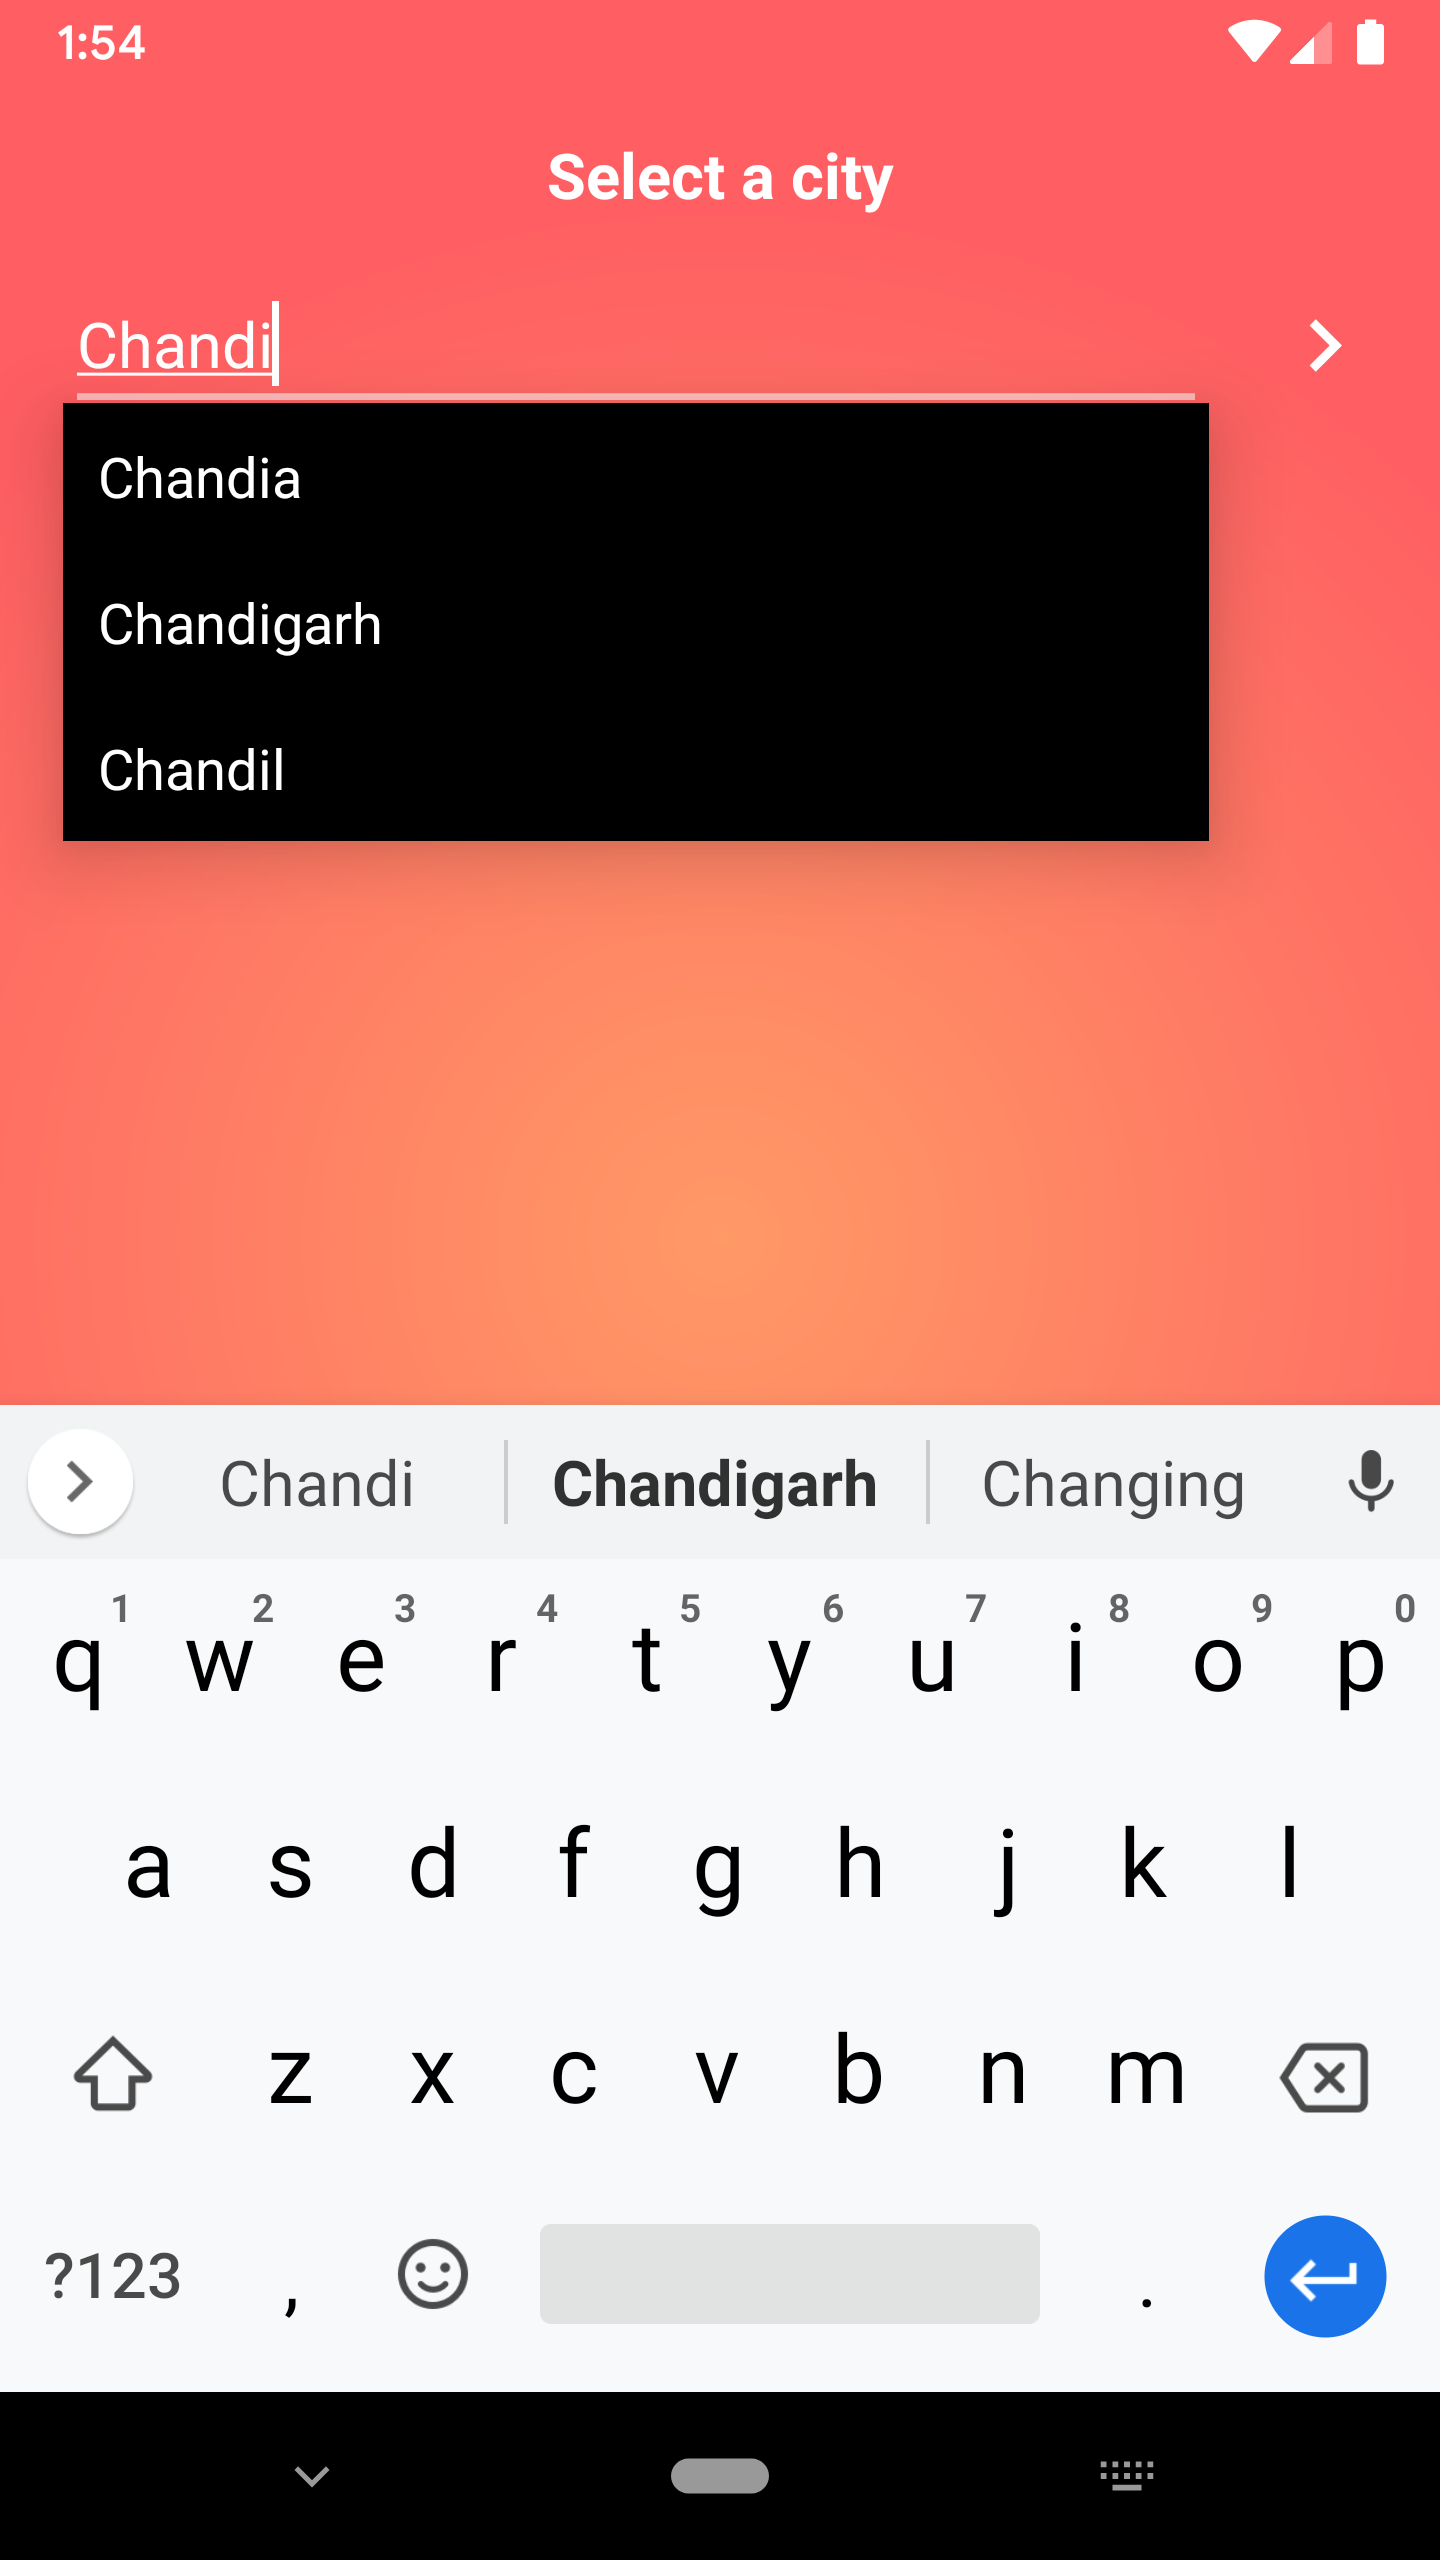 1:54
Select a city
Chandi
Chandia
Chandigarh
Chandil
Chandi Chandigarh Changing
1 2 3 4 5 6 7 8 9 0
q w e r t y u i o p
a s d f g h j k l
z x c v b n m
?123 , .